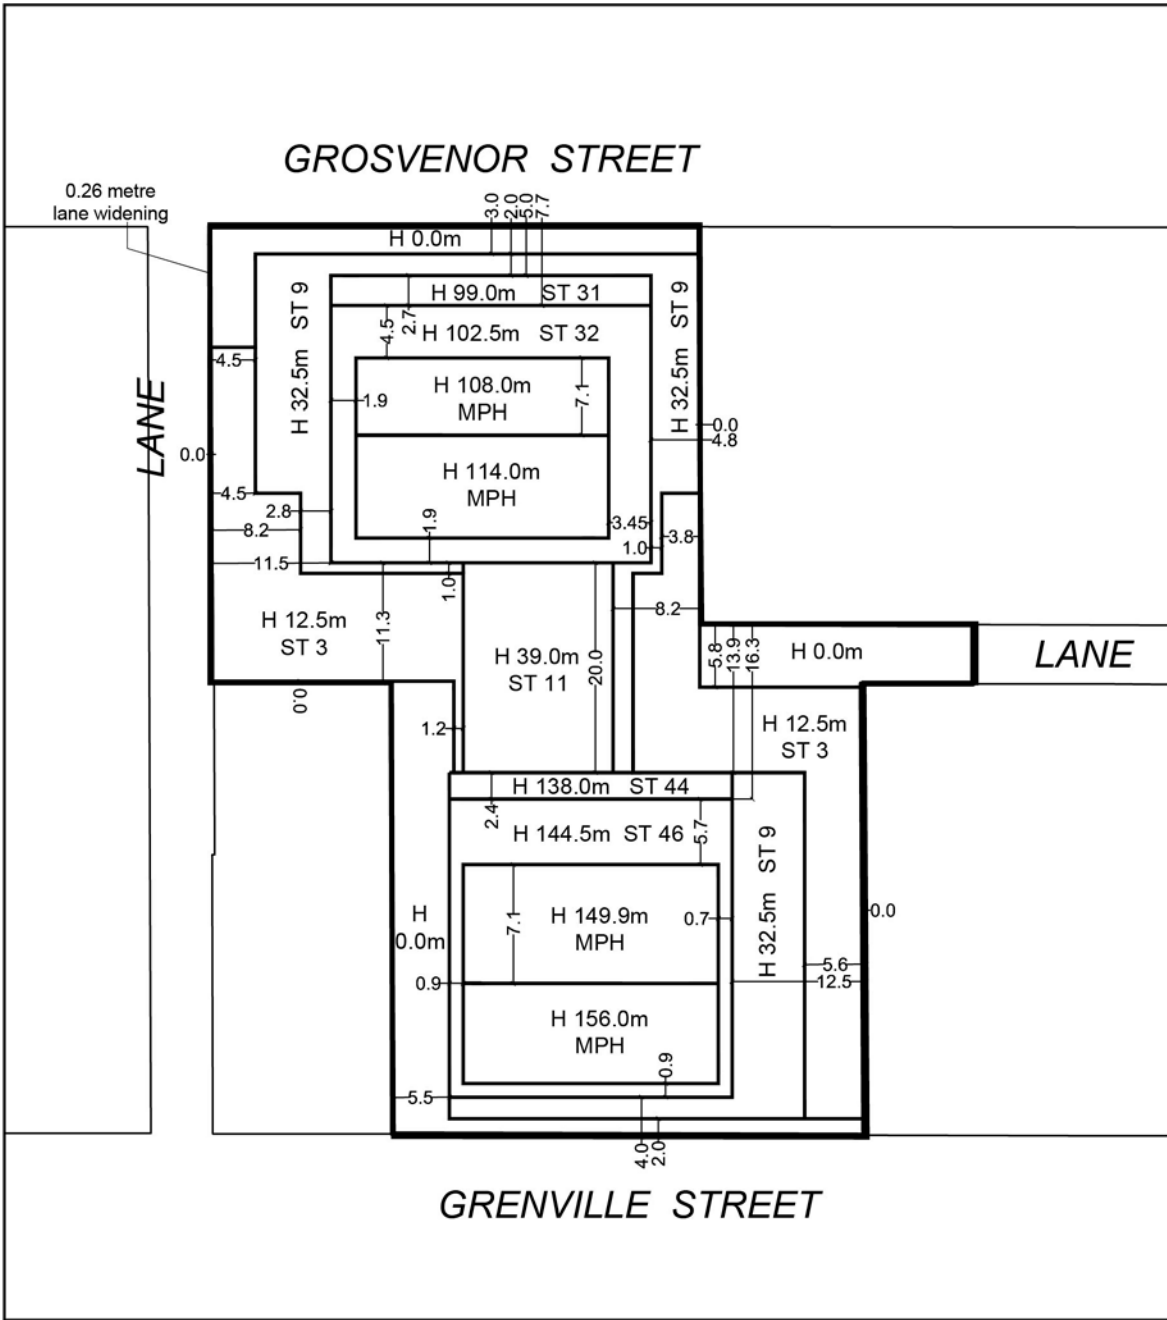 GROSVENOR STREET
0.26 metre
lane widening
3.0
2.0
5.0
7.7
H 0.0m
H 99.0m ST 31
2.7
4.5
H 102.5m ST 32
H 32.5m ST 9
H 32.5m ST 9
4.5
H 108.0m
MPH
7.1
1.9
LANE
0.0
0.0
4.8
H 114.0m
MPH
4.5
2.8
8.2
1.9
3.45
1.0
3.8
11.5
1.0
8.2
H 12.5m
ST 3
11.3
H 39.0m
ST 11
20.0
5.8
13.9
16.3
H 0.0m
LANE
0.0
1.2
H 12.5m
ST 3
H 138.0m ST 44
2.4
H 144.5m ST 46
5.7
H 32.5m ST 9
H
0.0m
7.1
H 149.9m
MPH
0.7
0.0
0.9
5.6
12.5
H 156.0m
MPH
0.9
5.5
4.0
2.0
GRENVILLE STREET